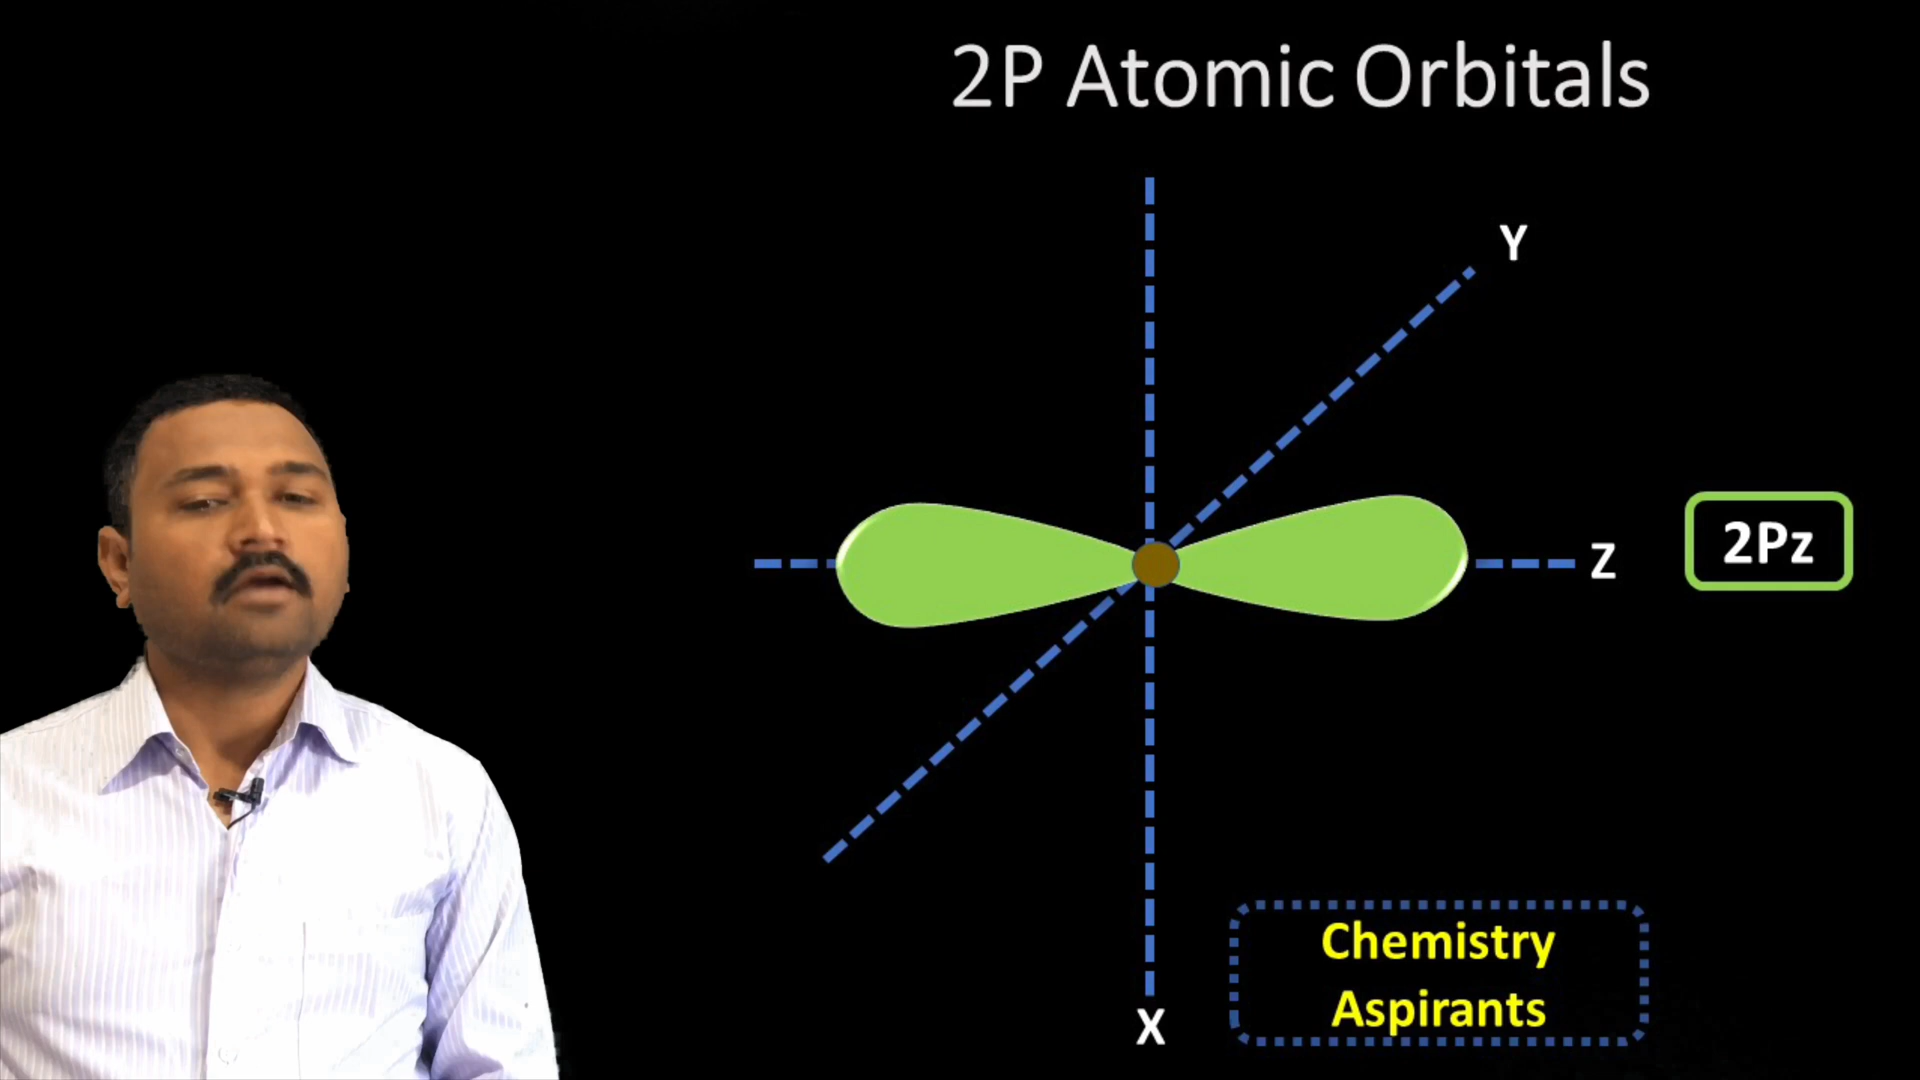 2P Atomic Orbitals
Y
Z
2Pz
X
Chemistry
Aspirants